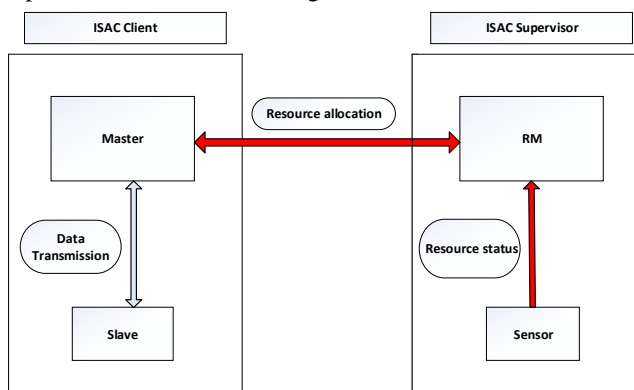 ISAC Client
ISAC Supervisor
Master
Resource allocation
RM
Data
Transmission
Resource status
Slave
Sensor